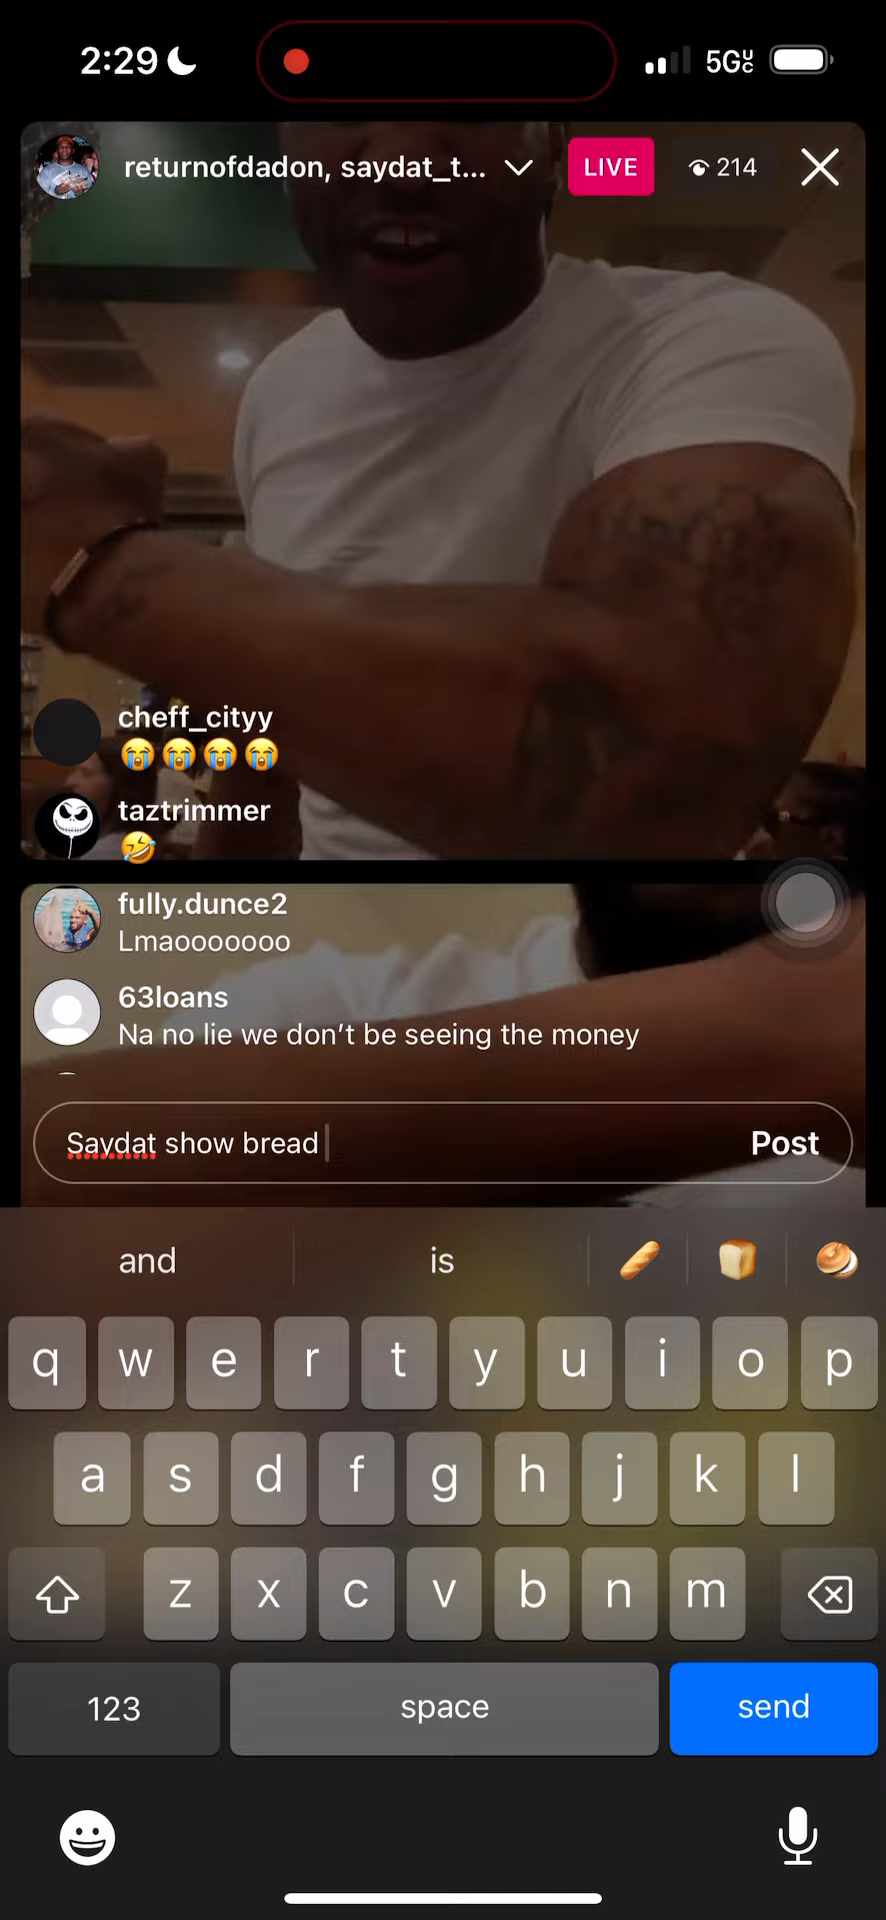 2:29 5GUC
returnofdadon, saydat_t... LIVE 214
cheff_cityy
😭😭😭😭
taztrimmer
🤣
fully.dunce2
Lmaooooooo
63loans
Na no lie we don’t be seeing the money
Saydat show bread Post
and is 🥖 🍞 🥯
q w e r t y u i o p
a s d f g h j k l
z x c v b n m
123 space send